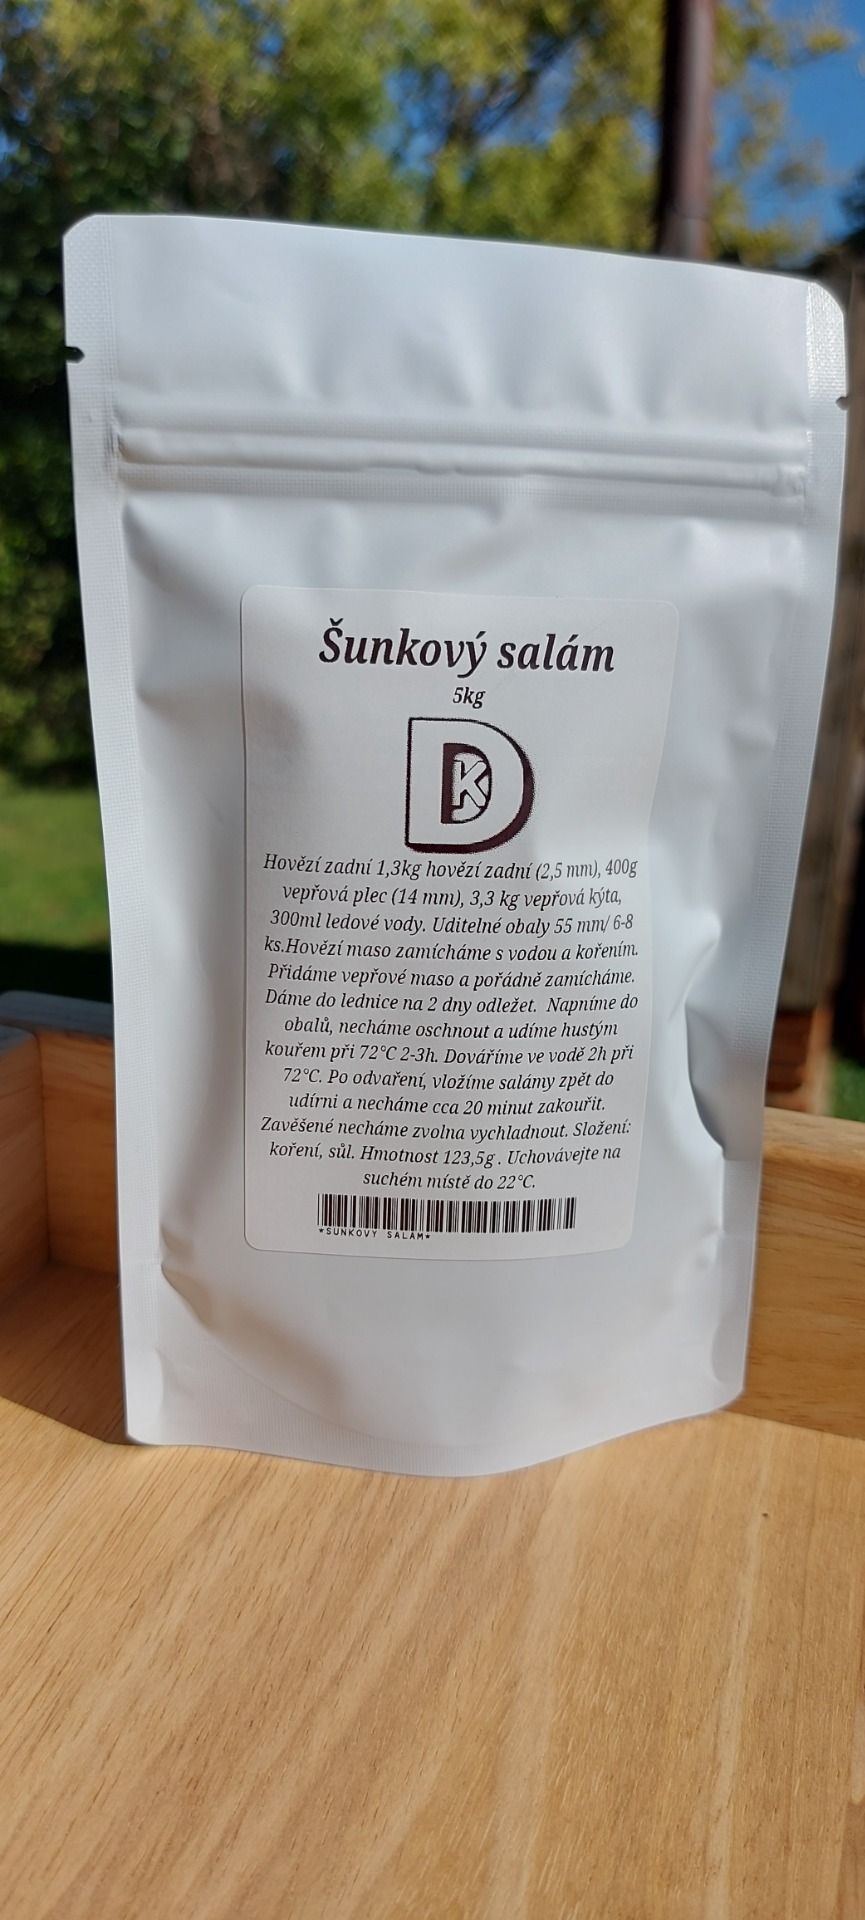 Šunkový salám
5kg
DK
Hovězí zadní 1,3kg hovězí zadní (2,5 mm), 400g
vepřová plec (14 mm), 3,3 kg vepřová kýta,
300ml ledové vody. Uditelné obaly 55 mm/ 6-8
ks.Hovězí maso zamícháme s vodou a kořením.
Přidáme vepřové maso a pořádně zamícháme.
Dáme do lednice na 2 dny odležet. Napníme do
obalů, necháme oschnout a udíme hustým
kouřem při 72°C 2-3h. Dováříme ve vodě 2h při
72°C. Po odvaření, vložíme salámy zpět do
udírni a necháme cca 20 minut zakouřit.
Zavěšené necháme zvolna vychladnout. Složení:
koření, sůl. Hmotnost 123,5g . Uchovávejte na
suchém místě do 22°C.
*SUNKOVY SALAM*